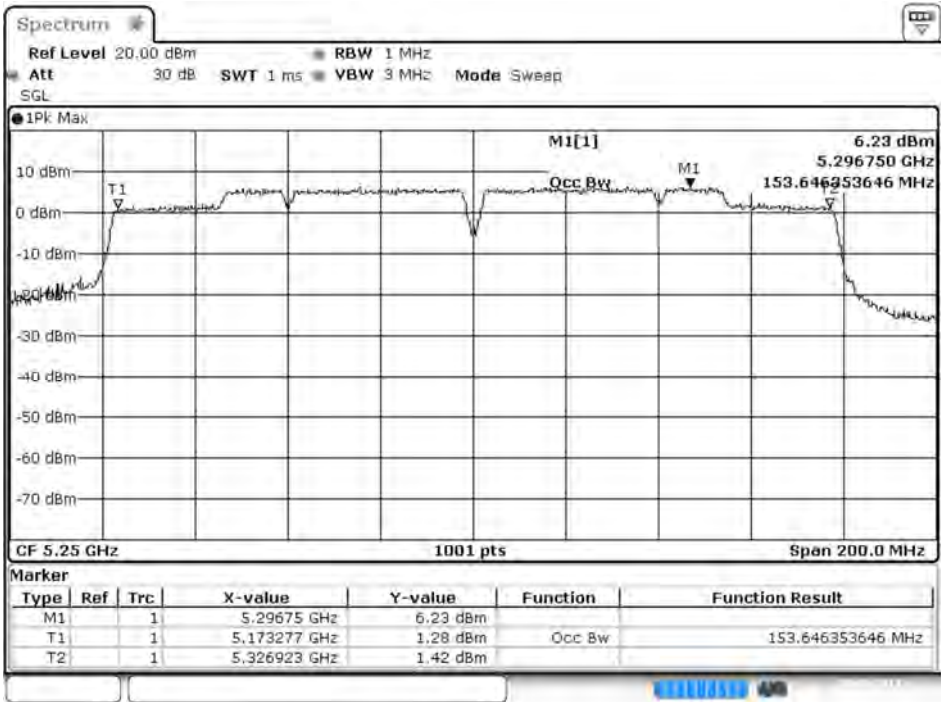 Spectrum
Ref Level 20.00 dBm RBW 1 MHz
Att 30 dB SWT 1 ms VBW 3 MHz Mode Sweep
SGL
1Pk Max
M1[1] 6.23 dBm
5.296750 GHz
Occ Bw 153.646353646 MHz
M1
T1
T2
10 dBm
0 dBm
-10 dBm
-20 dBm
-30 dBm
-40 dBm
-50 dBm
-60 dBm
-70 dBm
CF 5.25 GHz 1001 pts Span 200.0 MHz
Marker
Type Ref Trc X-value Y-value Function Function Result
M1 1 5.29675 GHz 6.23 dBm
T1 1 5.173277 GHz 1.28 dBm Occ Bw 153.646353646 MHz
T2 1 5.326923 GHz 1.42 dBm